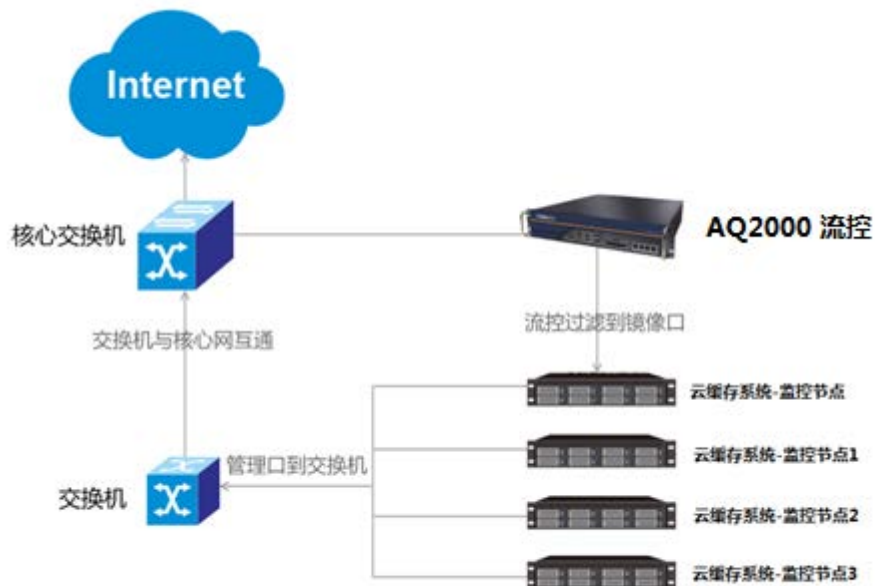 Internet
核心交换机
AQ2000 流控
交换机与核心网互通
流控过滤到镜像口
云缓存系统-监控节点
管理口到交换机
云缓存系统-监控节点1
交换机
云缓存系统-监控节点2
云缓存系统-监控节点3